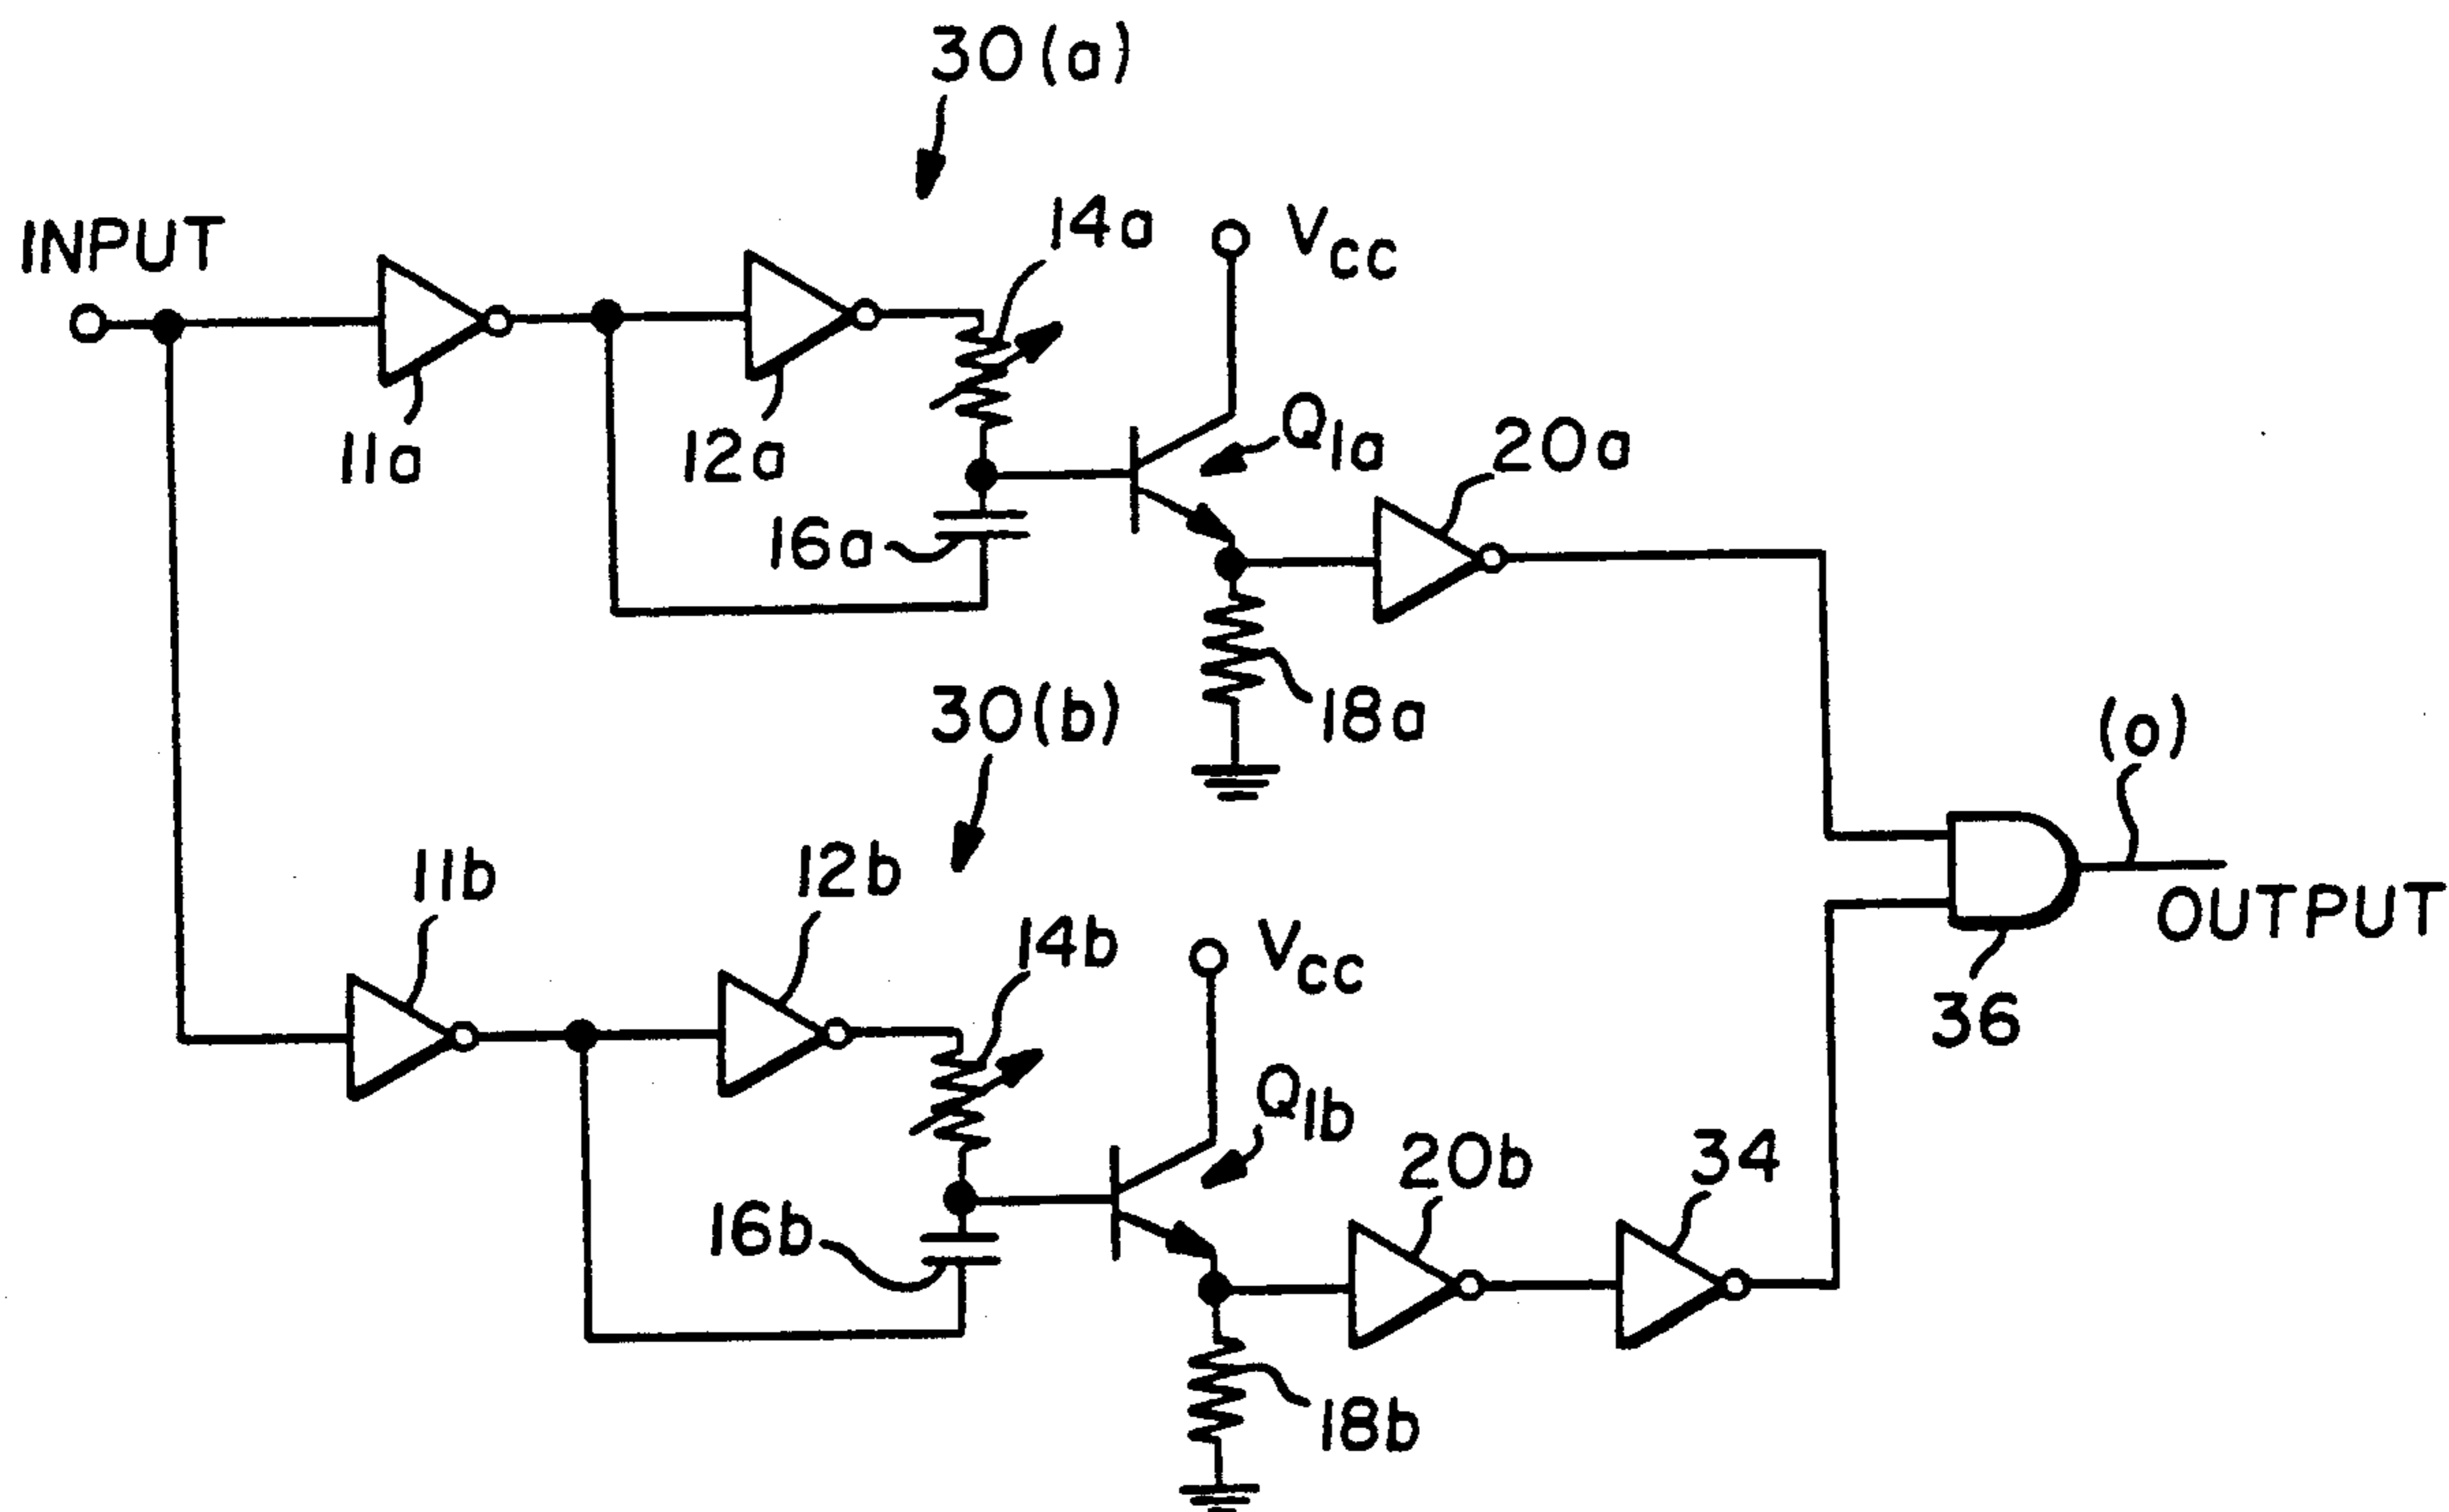 30(a)
INPUT
14a
VCC
11a
12a
Q1a
20a
16a
18a
30(b)
(o)
11b
12b
14b
VCC
OUTPUT
36
Q1b
20b
34
16b
18b